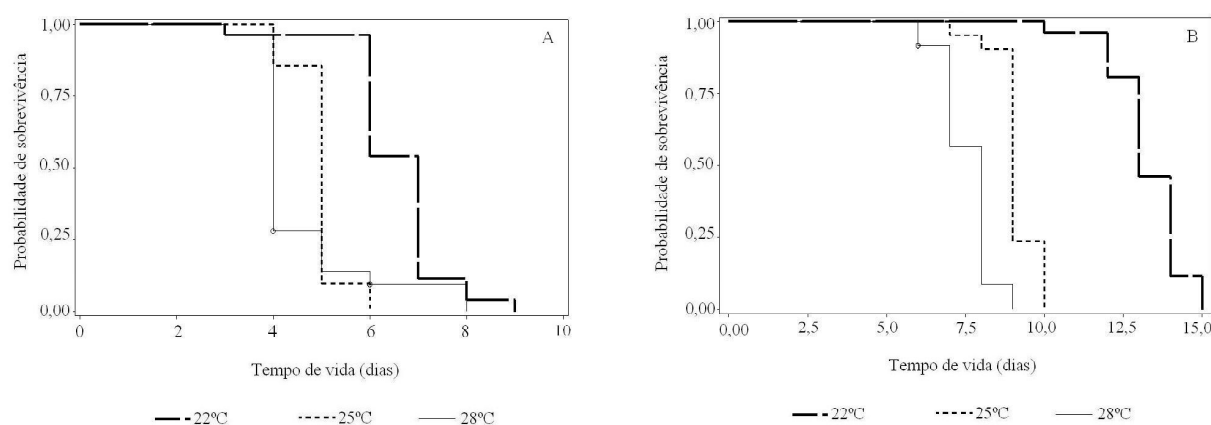 A
Probabilidade de sobrevivência
1,00
0,75
0,50
0,25
0,00
0 2 4 6 8 10
Tempo de vida (dias)
22ºC 25ºC 28ºC
B
Probabilidade de sobrevivência
1,00
0,75
0,50
0,25
0,00
0,00 2,5 5,0 7,5 10,0 12,5 15,0
Tempo de vida (dias)
22ºC 25ºC 28ºC